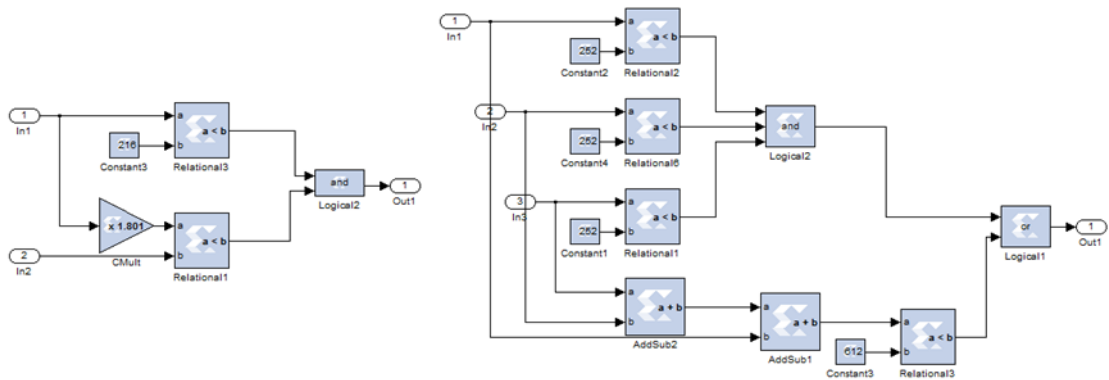 1
In1
216
Constant3
a
b
a < b
Relational3
x 1.801
CMult
2
In2
a
b
a < b
Relational1
and
Logical2
1
Out1
1
In1
252
Constant2
a
b
a < b
Relational2
2
In2
252
Constant4
a
b
a < b
Relational6
and
Logical2
3
In3
252
Constant1
a
b
a < b
Relational1
a
b
a + b
AddSub2
a
b
a + b
AddSub1
612
Constant3
a
b
a < b
Relational3
or
Logical1
1
Out1